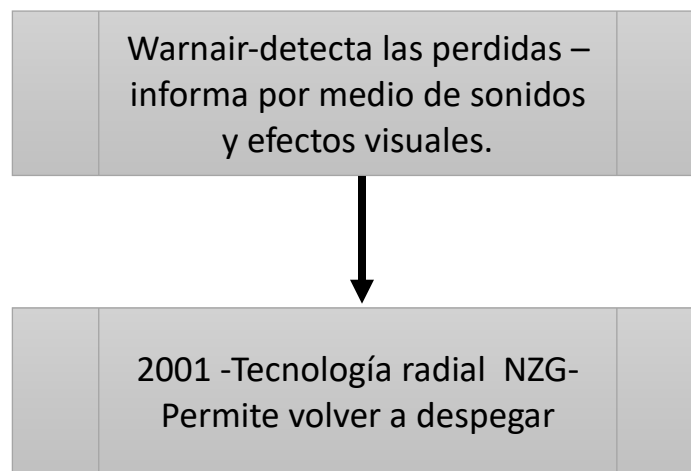 Warnair-detecta las perdidas –
informa por medio de sonidos
y efectos visuales.
2001 -Tecnología radial  NZG-
Permite volver a despegar